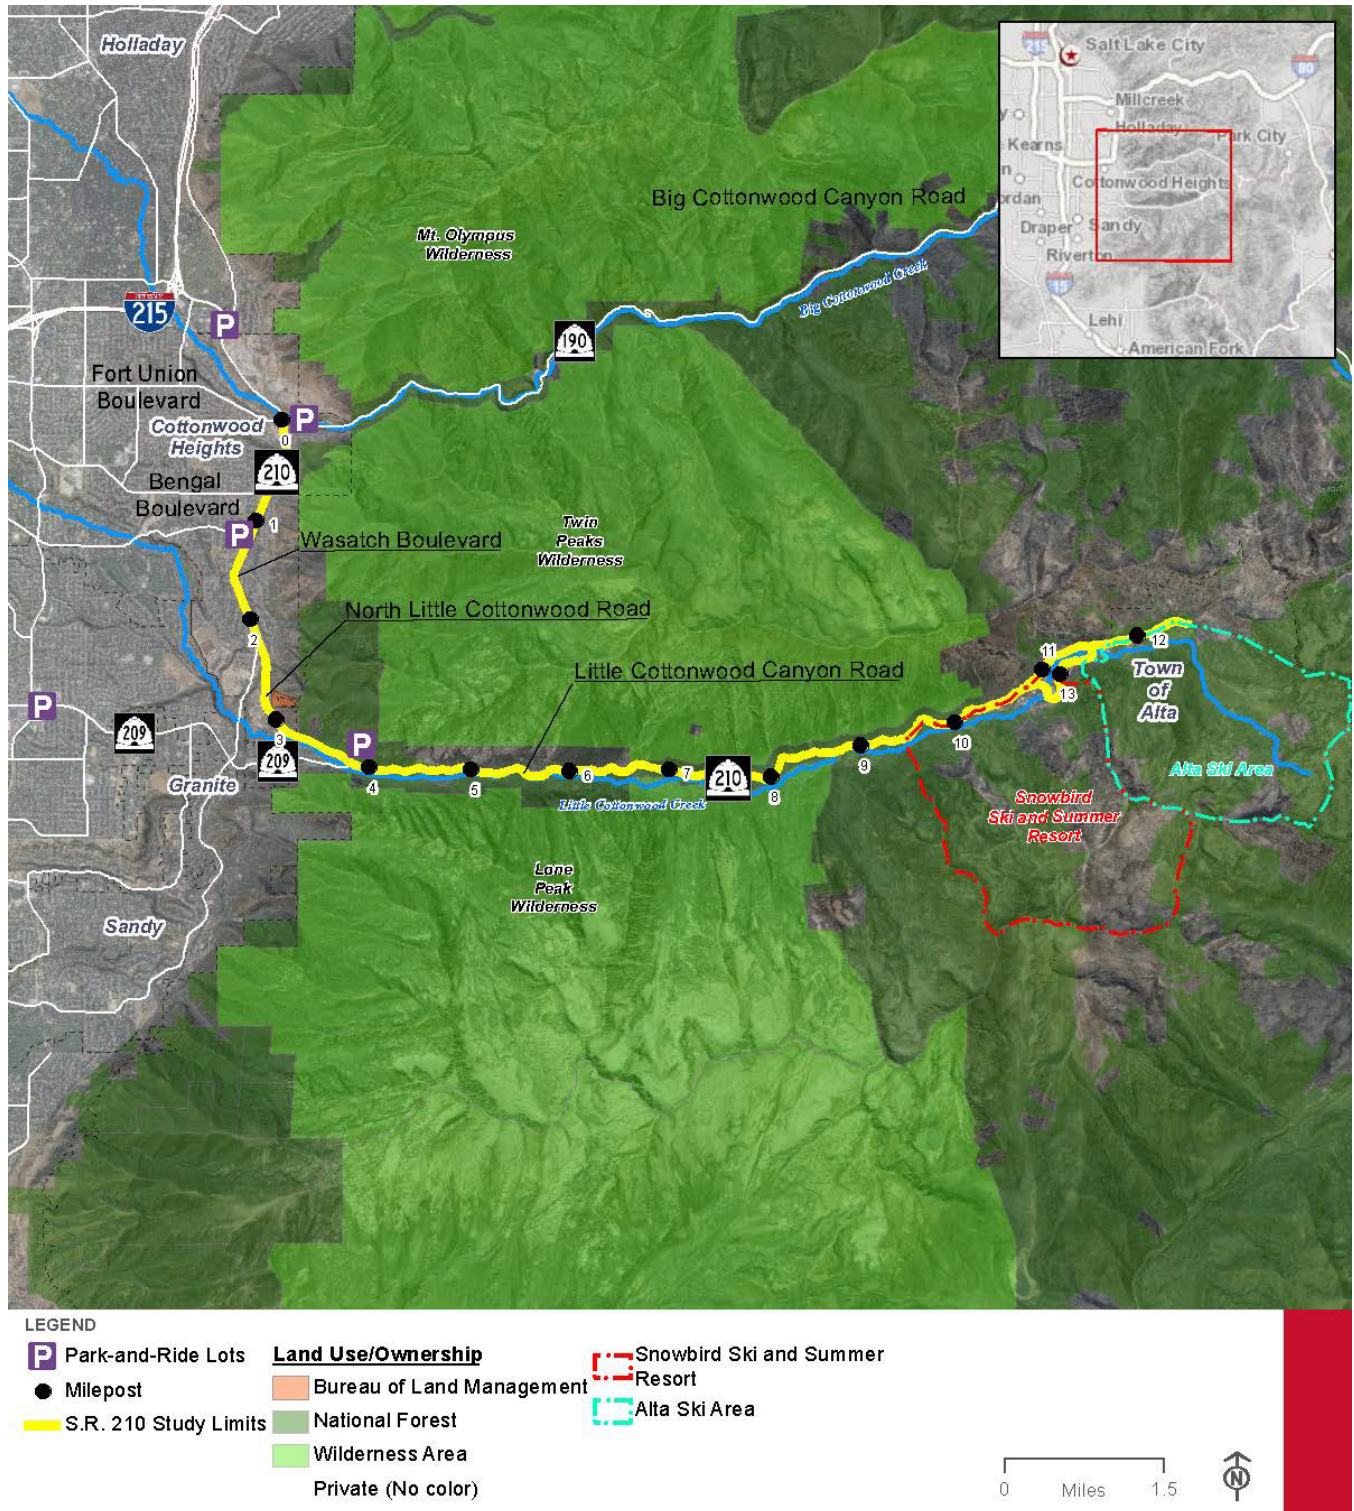 Holladay
215
Salt Lake City
80
Millcreek
Holladay
Kearns
Park City
Cottonwood Heights
ordan
Draper
Sandy
Riverton
15
Lehi
American Fork
Big Cottonwood Canyon Road
Mt. Olympus
Wilderness
Big Cottonwood Creek
INTERSTATE
215
P
190
Fort Union
Boulevard
P
Cottonwood
Heights
0
210
Bengal
Boulevard
1
P
Wasatch Boulevard
Twin
Peaks
Wilderness
North Little Cottonwood Road
2
Little Cottonwood Canyon Road
11
12
Town
of
Alta
13
P
209
3
P
10
209
9
Granite
4
5
6
7
210
8
Alta Ski Area
Little Cottonwood Creek
Snowbird
Ski and Summer
Resort
Lone
Peak
Wilderness
Sandy
LEGEND
P Park-and-Ride Lots
Milepost
S.R. 210 Study Limits
Land Use/Ownership
Bureau of Land Management
National Forest
Wilderness Area
Private (No color)
Snowbird Ski and Summer
Resort
Alta Ski Area
0 Miles 1.5
N